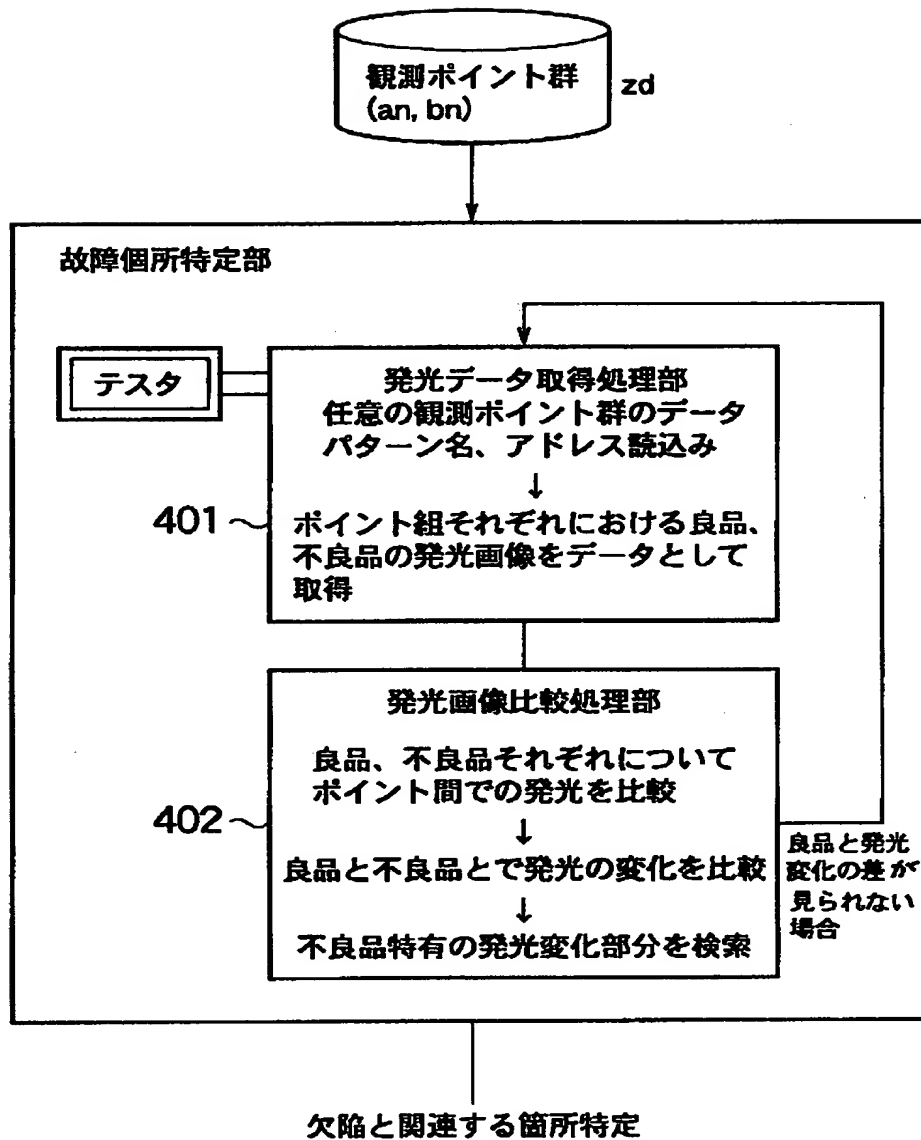 観測ポイント群
(an, bn)
zd
故障個所特定部
テスタ
発光データ取得処理部
任意の観測ポイント群のデータ
パターン名、アドレス読込み
↓
401
ポイント組それぞれにおける良品、
不良品の発光画像をデータとして
取得
発光画像比較処理部
良品、不良品それぞれについて
ポイント間での発光を比較
↓
402
良品と不良品とで発光の変化を比較
↓
不良品特有の発光変化部分を検索
良品と発光
変化の差が
見られない
場合
欠陥と関連する箇所特定